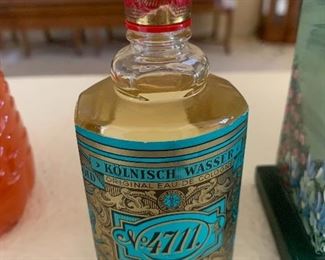 KÖLNISCH WASSER
ORIGINAL EAU DE COLOGNE
No 4711.